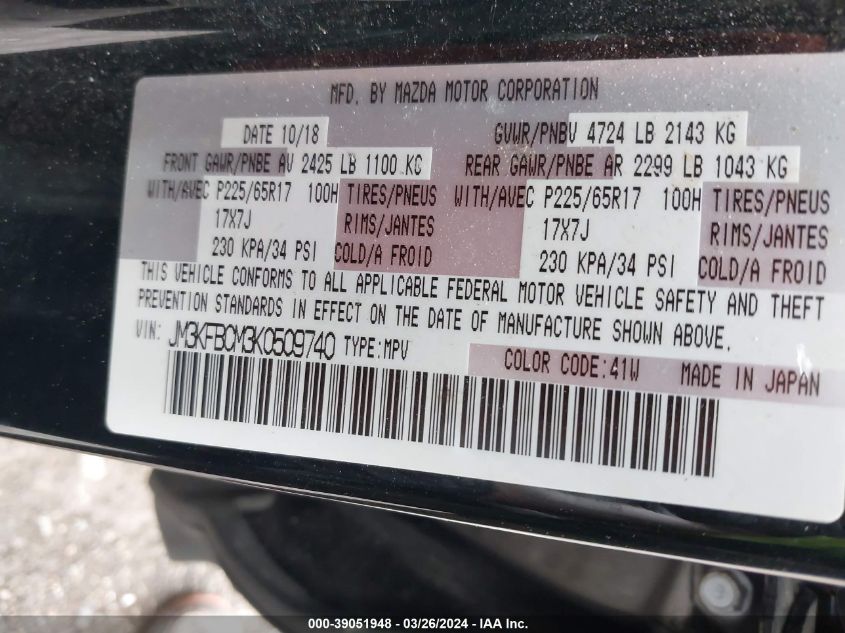 MFD. BY MAZDA MOTOR CORPORATION
DATE 10/18 GVWR/PNBV 4724 LB 2143 KG
FRONT GAWR/PNBE AV 2425 LB 1100 KG REAR GAWR/PNBE AR 2299 LB 1043 KG
WITH/AVEC P225/65R17 100H TIRES/PNEUS WITH/AVEC P225/65R17 100H TIRES/PNEUS
17X7J RIMS/JANTES 17X7J RIMS/JANTES
230 KPA/34 PSI COLD/A FROID 230 KPA/34 PSI COLD/A FROID
THIS VEHICLE CONFORMS TO ALL APPLICABLE FEDERAL MOTOR VEHICLE SAFETY AND THEFT
PREVENTION STANDARDS IN EFFECT ON THE DATE OF MANUFACTURE SHOWN ABOVE.
VIN: JM3KFBCM3K0509740 TYPE:MPV
COLOR CODE:41W MADE IN JAPAN
000-39051948 - 03/26/2024 - IAA Inc.